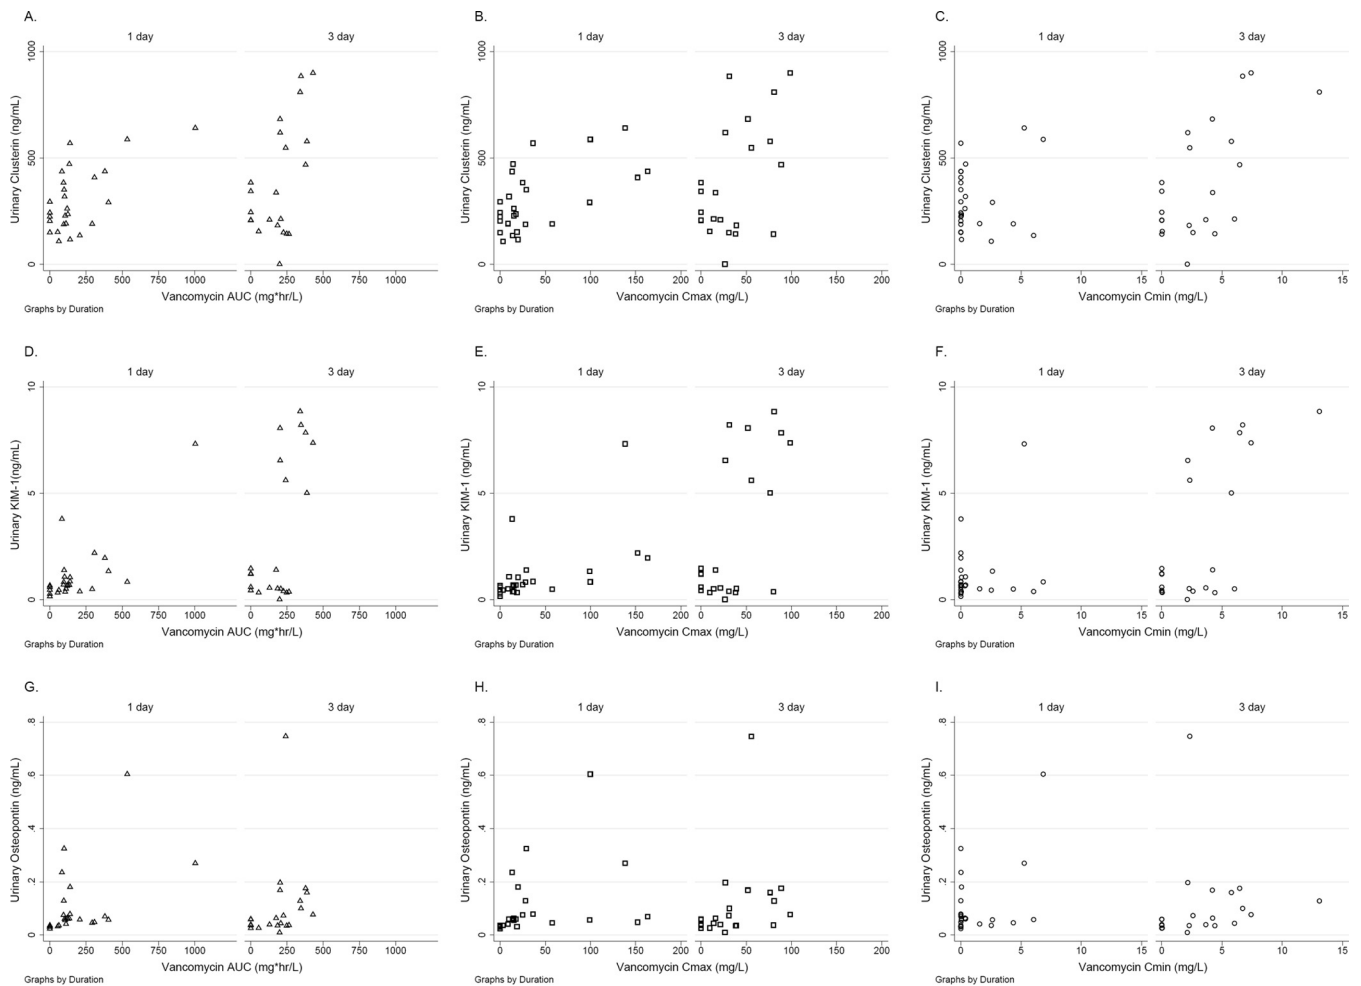 A.
1 day 3 day
Urinary Clusterin (ng/mL)
0 500 1000
0 250 500 750 1000 0 250 500 750 1000
Vancomycin AUC (mg*hr/L)
Graphs by Duration
B.
1 day 3 day
Urinary Clusterin (ng/mL)
0 500 1000
0 50 100 150 200 0 50 100 150 200
Vancomycin Cmax (mg/L)
Graphs by Duration
C.
1 day 3 day
Urinary Clusterin (ng/mL)
0 500 1000
0 5 10 15 0 5 10 15
Vancomycin Cmin (mg/L)
Graphs by Duration
D.
1 day 3 day
Urinary KIM-1(ng/mL)
0 5 10
0 250 500 750 1000 0 250 500 750 1000
Vancomycin AUC (mg*hr/L)
Graphs by Duration
E.
1 day 3 day
Urinary KIM-1 (ng/mL)
0 5 10
0 50 100 150 200 0 50 100 150 200
Vancomycin Cmax (mg/L)
Graphs by Duration
F.
1 day 3 day
Urinary KIM-1 (ng/mL)
0 5 10
0 5 10 15 0 5 10 15
Vancomycin Cmin (mg/L)
Graphs by Duration
G.
1 day 3 day
Urinary Osteopontin (ng/mL)
0 .2 .4 .6 .8
0 250 500 750 1000 0 250 500 750 1000
Vancomycin AUC (mg*hr/L)
Graphs by Duration
H.
1 day 3 day
Urinary Osteopontin (ng/mL)
0 .2 .4 .6 .8
0 50 100 150 200 0 50 100 150 200
Vancomycin Cmax (mg/L)
Graphs by Duration
I.
1 day 3 day
Urinary Osteopontin (ng/mL)
0 .2 .4 .6 .8
0 5 10 15 0 5 10 15
Vancomycin Cmin (mg/L)
Graphs by Duration